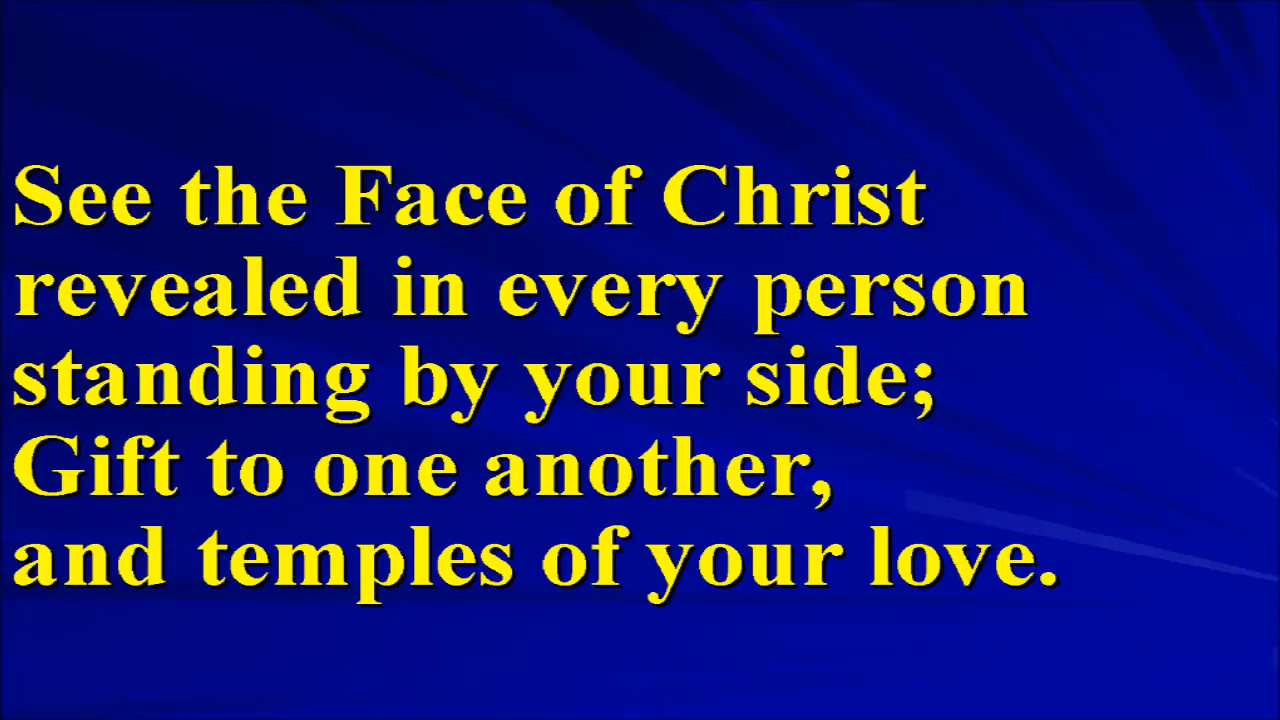 See the Face of Christ
revealed in every person
standing by your side;
Gift to one another,
and temples of your love.